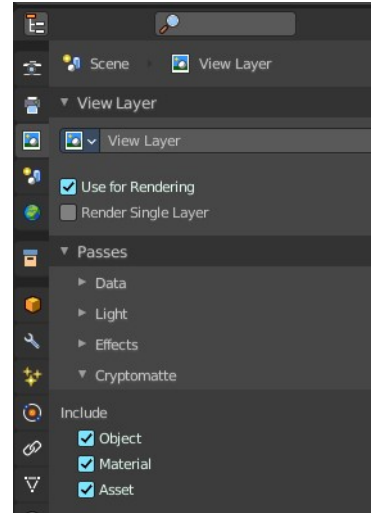 Scene View Layer
View Layer
View Layer
Use for Rendering
Render Single Layer
Passes
Data
Light
Effects
Cryptomatte
Include
Object
Material
Asset